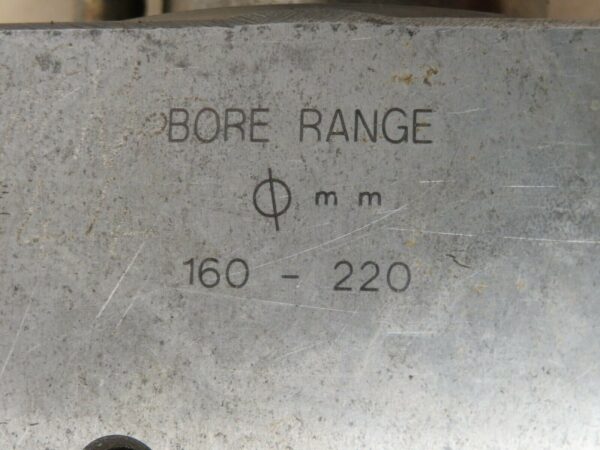 BORE RANGE
⌀ mm
160 - 220